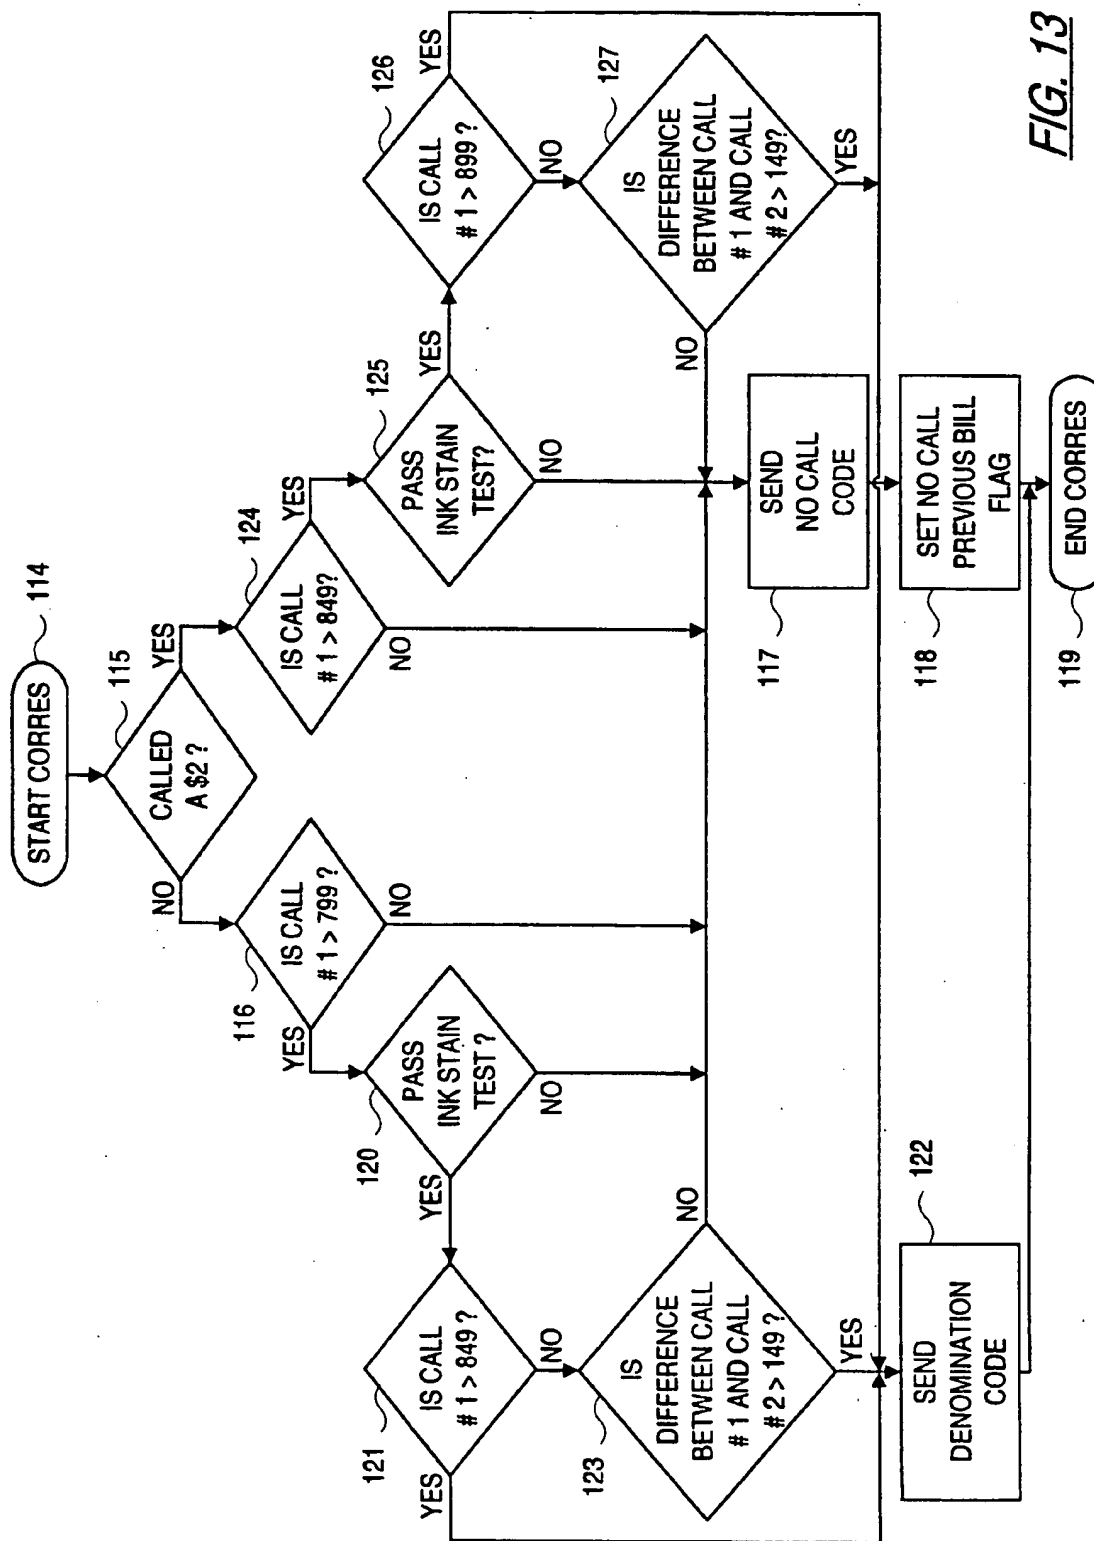 START CORRES
114
CALLED
A $2 ?
115
NO
YES
IS CALL
# 1 > 799 ?
116
YES
NO
IS CALL
# 1 > 849?
124
YES
NO
PASS
INK STAIN
TEST ?
120
YES
NO
PASS
INK STAIN
TEST?
125
YES
NO
IS CALL
# 1 > 849 ?
121
YES
NO
IS CALL
# 1 > 899 ?
126
YES
NO
IS
DIFFERENCE
BETWEEN CALL
# 1 AND CALL
# 2 > 149 ?
123
NO
YES
IS
DIFFERENCE
BETWEEN CALL
# 1 AND CALL
# 2 > 149?
127
NO
YES
SEND
NO CALL
CODE
117
SEND
DENOMINATION
CODE
122
SET NO CALL
PREVIOUS BILL
FLAG
118
END CORRES
119
FIG. 13